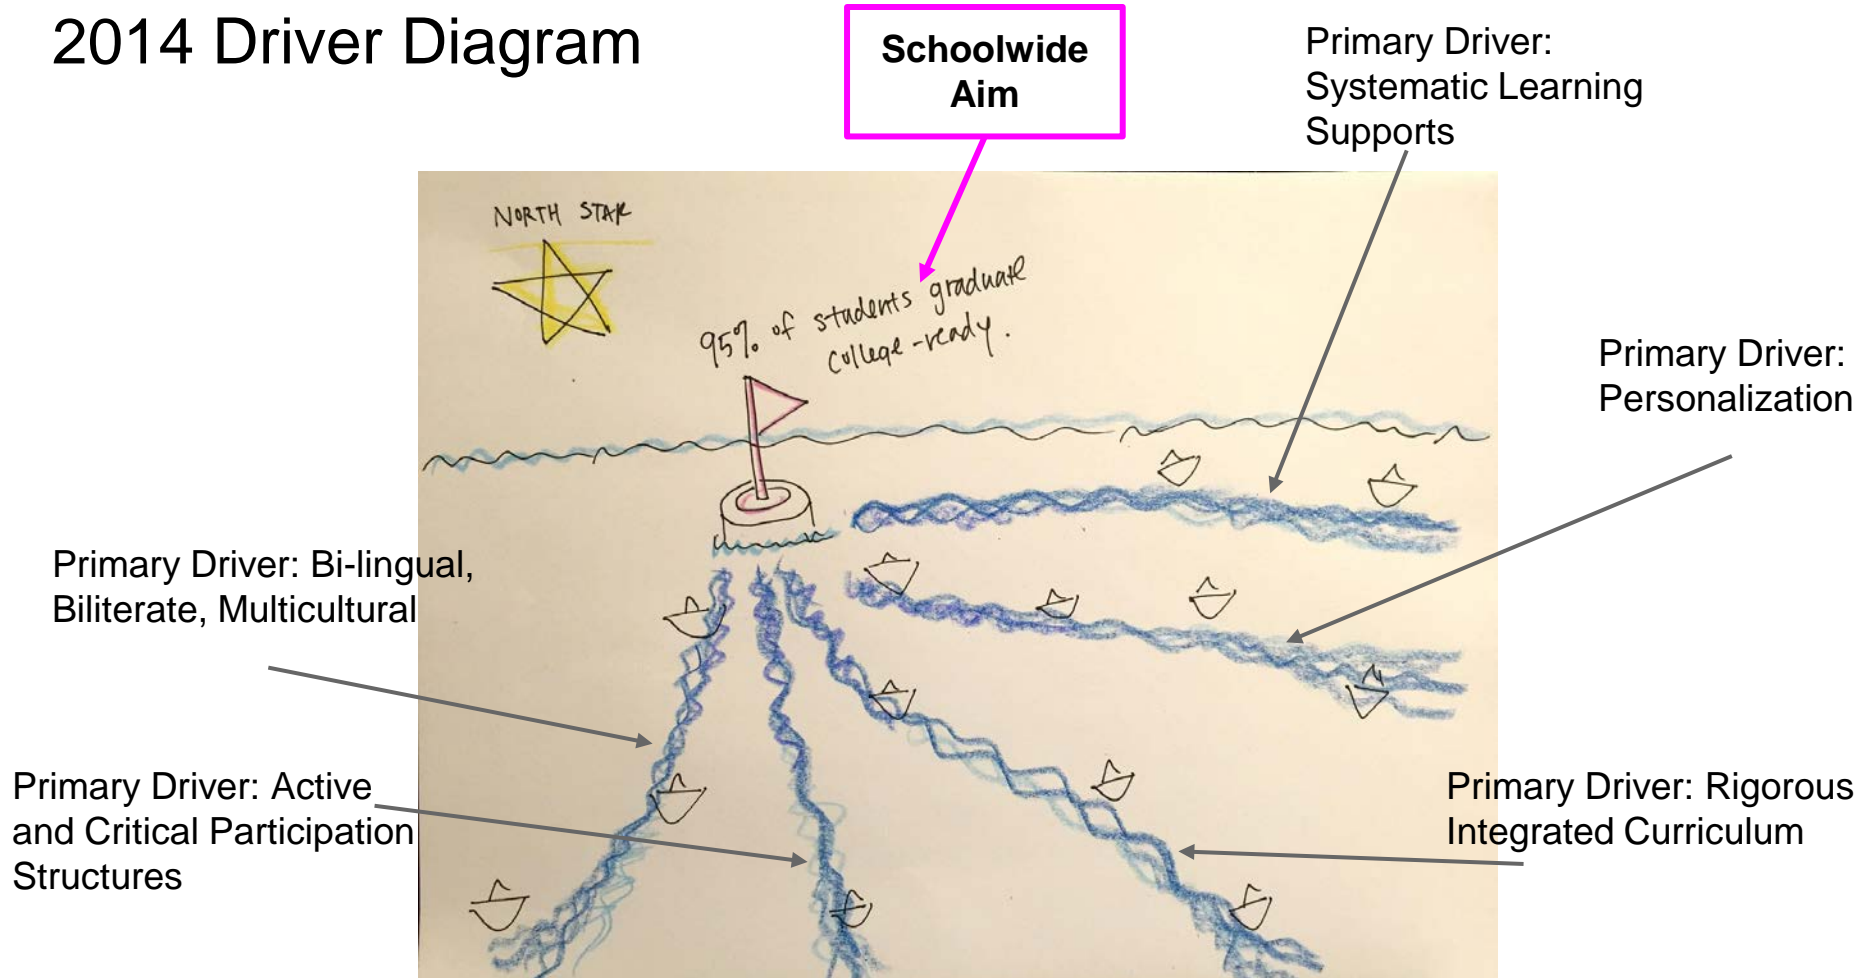 2014 Driver Diagram
Schoolwide
Aim
Primary Driver:
Systematic Learning
Supports
NORTH STAR
95% of students graduate
college-ready.
Primary Driver:
Personalization
Primary Driver: Bi-lingual,
Biliterate, Multicultural
Primary Driver: Active
and Critical Participation
Structures
Primary Driver: Rigorous
Integrated Curriculum